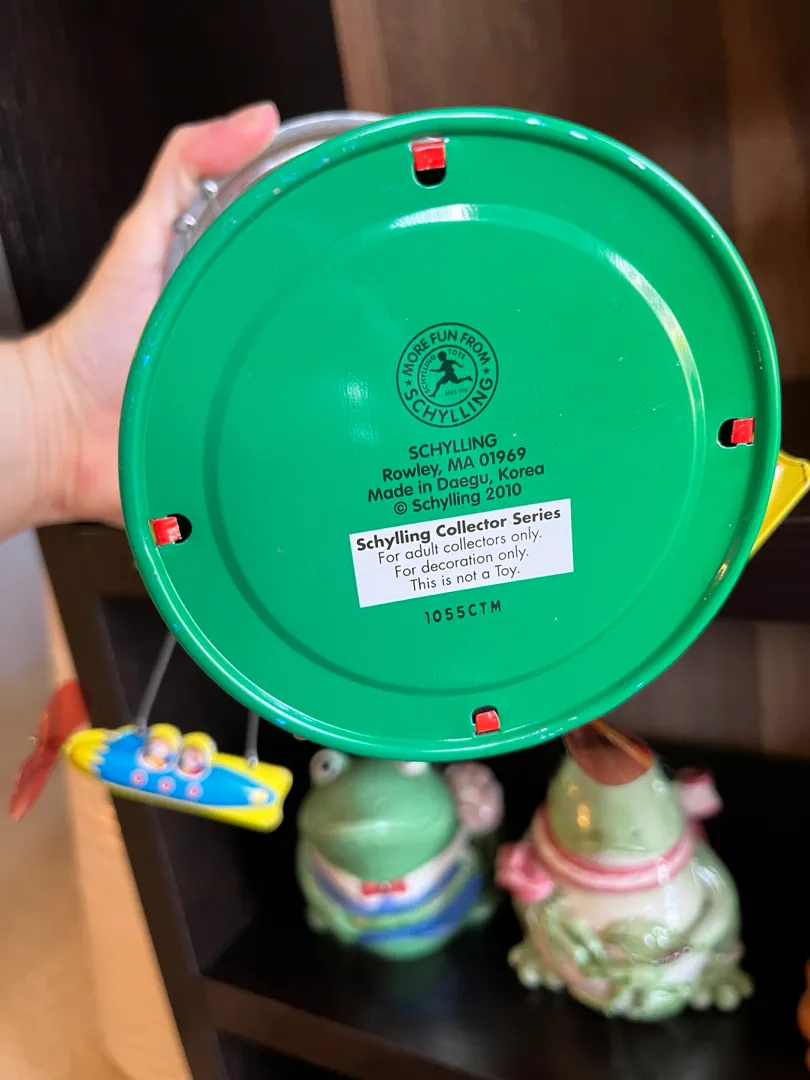 MORE FUN FROM
SCHYLLING TOYS
SCHYLLING
SCHYLLING
Rowley, MA 01969
Made in Daegu, Korea
© Schylling 2010
Schylling Collector Series
For adult collectors only.
For decoration only.
This is not a Toy.
1055CTM